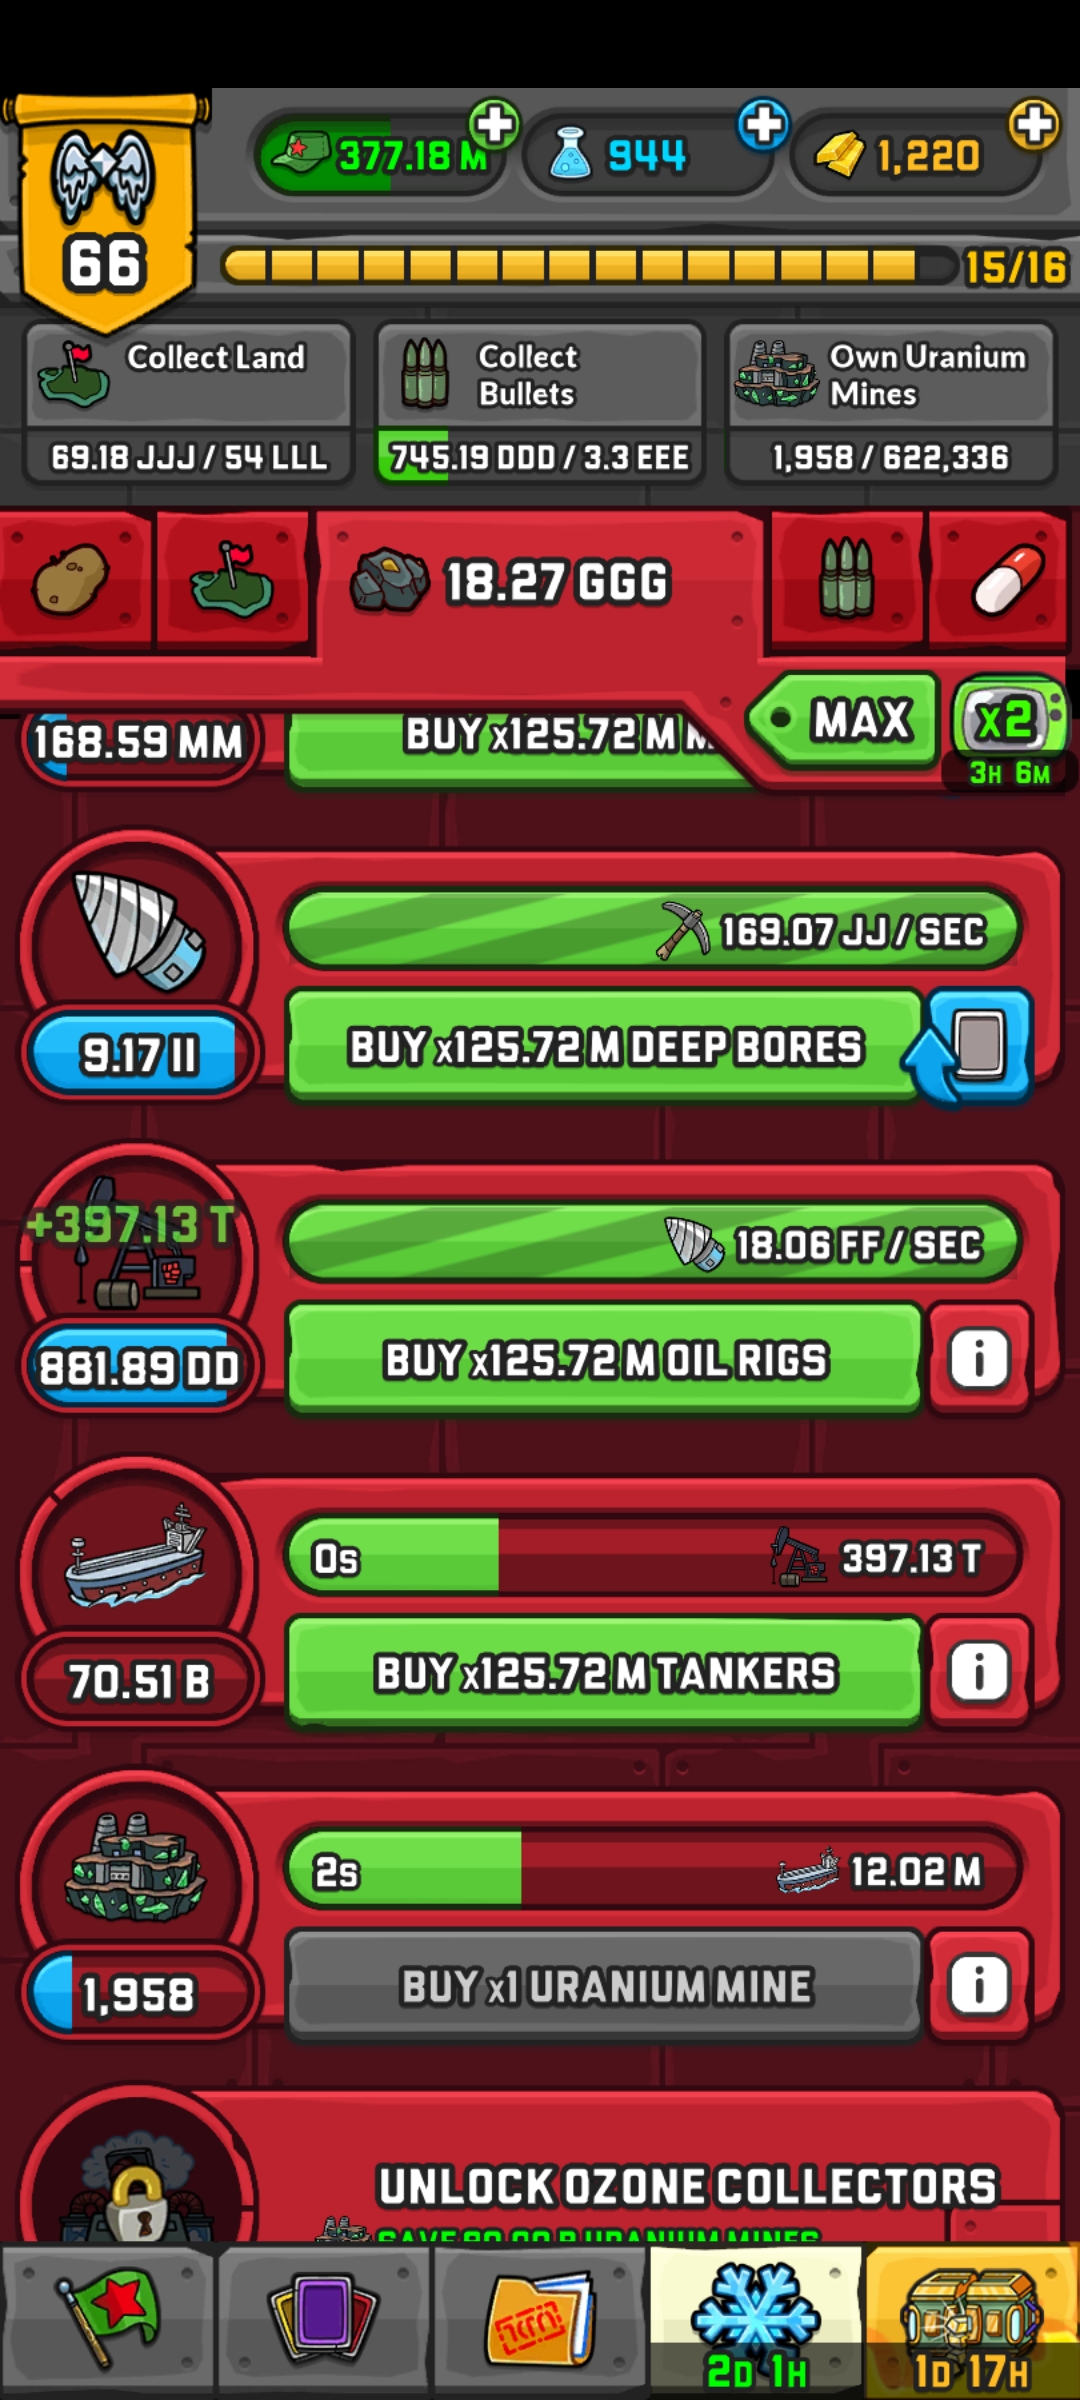 377.18 M
944
1,220
66
15/16
Collect Land
69.18 JJJ / 54 LLL
Collect
Bullets
745.19 DDD / 3.3 EEE
Own Uranium
Mines
1,958 / 622,336
18.27 GGG
MAX
x2
3H 6M
168.59 MM
BUY x125.72 M
169.07 JJ / SEC
9.17 II
BUY x125.72 M DEEP BORES
+397.13 T
18.06 FF / SEC
881.89 DD
BUY x125.72 M OIL RIGS
i
0s
397.13 T
70.51 B
BUY x125.72 M TANKERS
i
2s
12.02 M
1,958
BUY x1 URANIUM MINE
i
UNLOCK OZONE COLLECTORS
URANIUM MINES
2D 1H
1D 17H